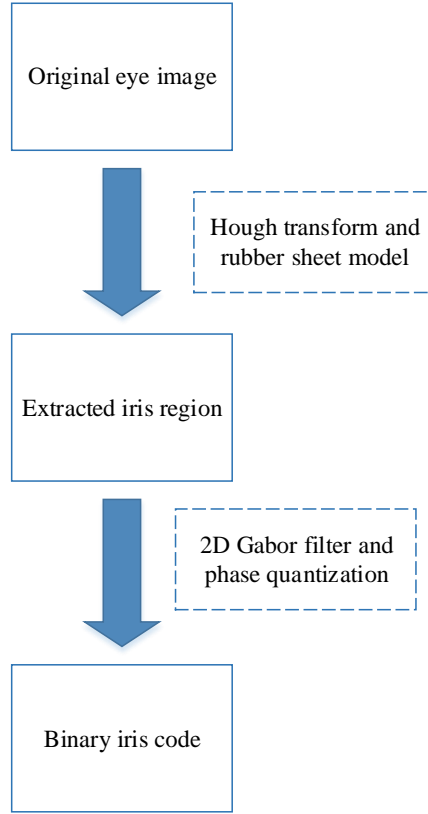 Original eye image
Hough transform and
rubber sheet model
Extracted iris region
2D Gabor filter and
phase quantization
Binary iris code